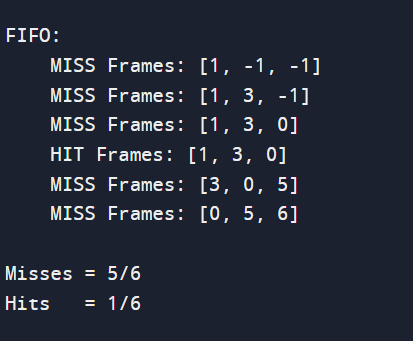 FIFO:
    MISS Frames: [1, -1, -1]
    MISS Frames: [1, 3, -1]
    MISS Frames: [1, 3, 0]
    HIT Frames: [1, 3, 0]
    MISS Frames: [3, 0, 5]
    MISS Frames: [0, 5, 6]
Misses = 5/6
Hits   = 1/6